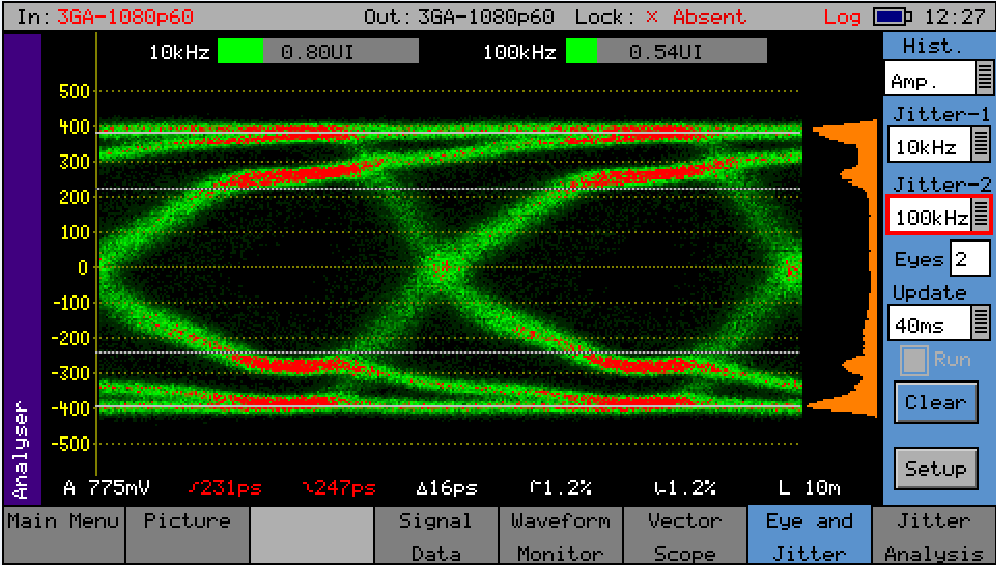 In: 3GA-1080p60 Out: 3GA-1080p60 Lock: × Absent Log 12:27
10kHz 0.80UI 100kHz 0.54UI
Hist.
Amp.
Jitter-1
10kHz
Jitter-2
100kHz
Eyes 2
Update
40ms
Run
Clear
Setup
500
400
300
200
100
0
-100
-200
-300
-400
-500
Analyser
A 775mV 231ps 247ps Δ16ps 1.2% 1.2% L 10m
Main Menu Picture Signal Data Waveform Monitor Vector Scope Eye and Jitter Jitter Analysis